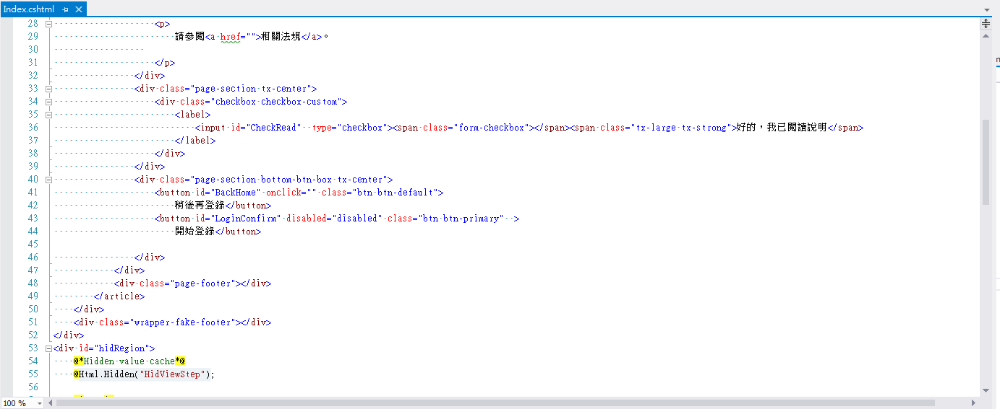 Index.cshtml
28 <p>
29 請參閱<a href="">相關法規</a>。
30
31 </p>
32 </div>
33 <div class="page-section tx-center">
34 <div class="checkbox checkbox-custom">
35 <label>
36 <input id="CheckRead"  type="checkbox"><span class="form-checkbox"></span><span class="tx-large tx-strong">好的，我已閱讀說明</span>
37 </label>
38 </div>
39 </div>
40 <div class="page-section bottom-btn-box tx-center">
41 <button id="BackHome" onclick="" class="btn btn-default">
42 稍後再登錄</button>
43 <button id="LoginConfirm" disabled="disabled" class="btn btn-primary" >
44 開始登錄</button>
45
46 </div>
47 </div>
48 <div class="page-footer"></div>
49 </article>
50 </div>
51 <div class="wrapper-fake-footer"></div>
52 </div>
53 <div id="hidRegion">
54 @*Hidden value cache*@
55 @Html.Hidden("HidViewStep");
56
100 %